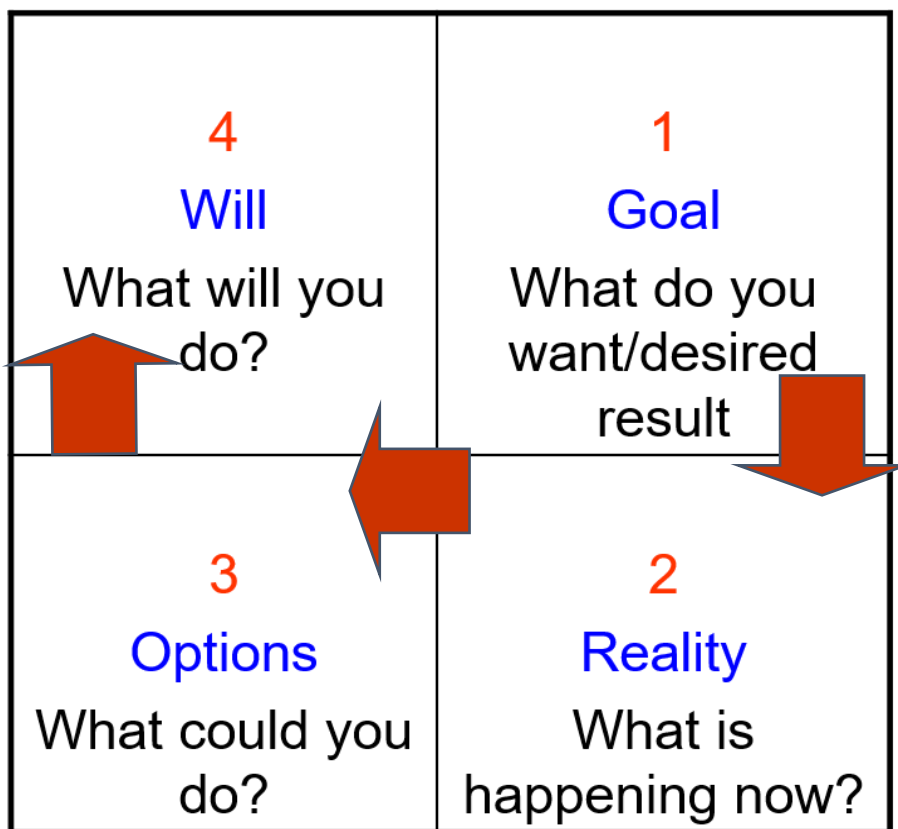 4
Will
What will you
do?
1
Goal
What do you
want/desired
result
3
Options
What could you
do?
2
Reality
What is
happening now?